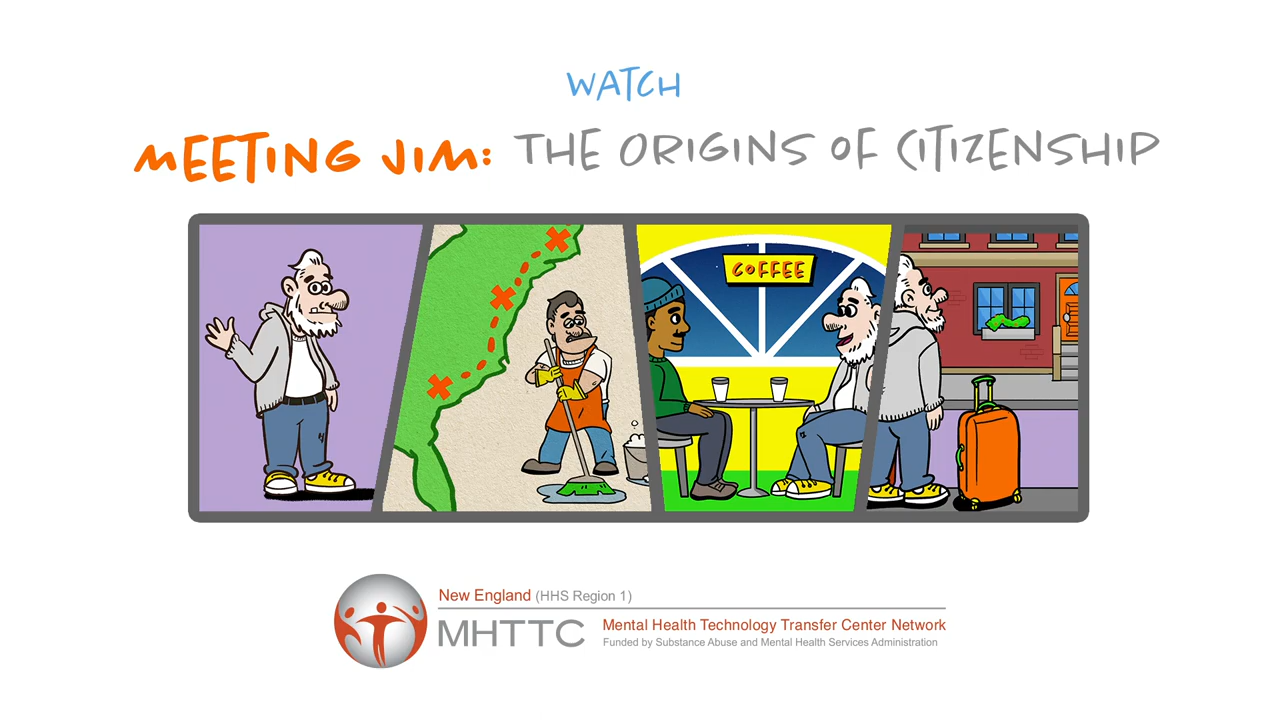 WATCH
MEETING JIM: THE ORIGINS OF CITIZENSHIP
COFFEE
New England (HHS Region 1)
MHTTC
Mental Health Technology Transfer Center Network
Funded by Substance Abuse and Mental Health Services Administration